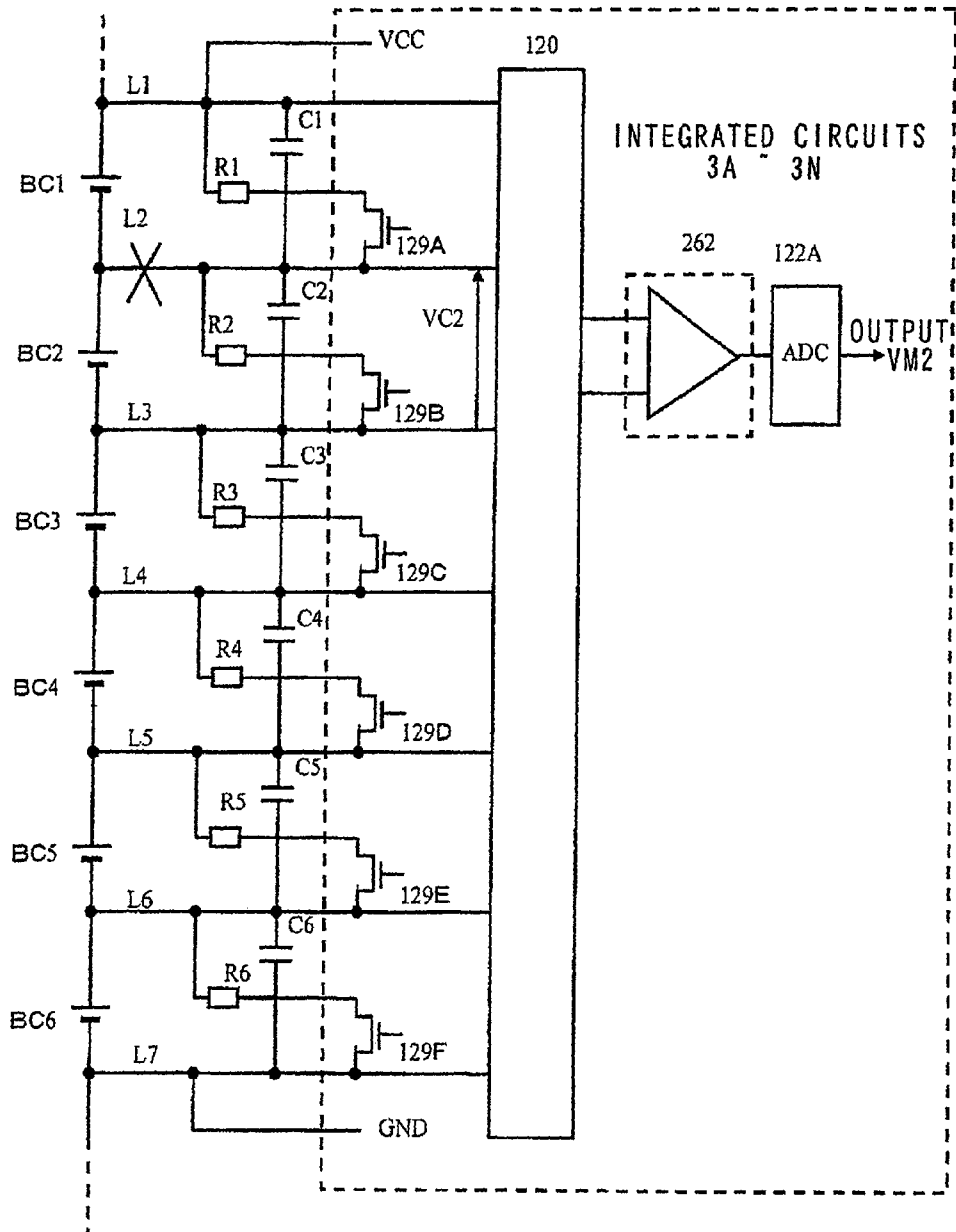 VCC
120
L1
C1
INTEGRATED CIRCUITS
3A ~ 3N
BC1
R1
L2
129A
262
122A
C2
VC2
R2
OUTPUT
VM2
ADC
BC2
129B
L3
C3
R3
BC3
129C
L4
C4
R4
BC4
129D
L5
C5
R5
BC5
129E
L6
C6
R6
BC6
129F
L7
GND